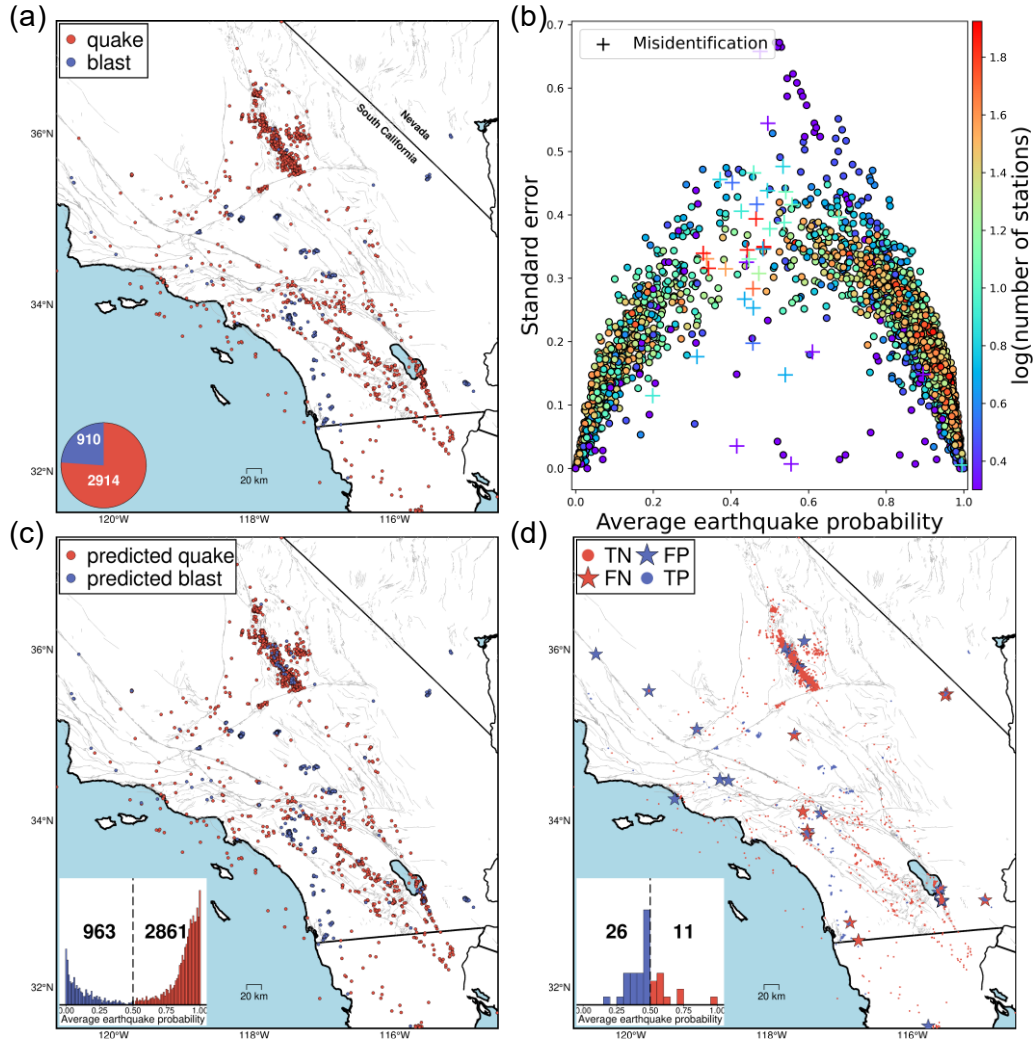 (a)
quake
blast
Nevada
South California
36°N
34°N
32°N
910
2914
20 km
120°W
118°W
116°W
(b)
Misidentification
Standard error
0.7
0.6
0.5
0.4
0.3
0.2
0.1
0.0
0.0
0.2
0.4
0.6
0.8
1.0
Average earthquake probability
1.8
1.6
1.4
1.2
1.0
0.8
0.6
0.4
log(number of stations)
(c)
predicted quake
predicted blast
36°N
34°N
32°N
963
2861
0.00
0.25
0.50
0.75
1.00
Average earthquake probability
20 km
120°W
118°W
116°W
(d)
TN
FP
FN
TP
36°N
34°N
32°N
26
11
0.00
0.25
0.50
0.75
1.00
Average earthquake probability
20 km
120°W
118°W
116°W